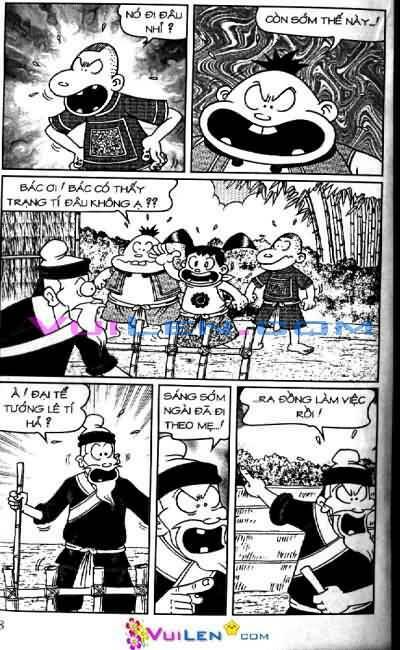 NÓ ĐI ĐÂU
NHỈ ?
CÒN SỚM THẾ NÀY...!
BÁC ƠI ! BÁC CÓ THẤY
TRẠNG TÍ ĐÂU KHÔNG Ạ ??
VUILEN.COM
À ! ĐẠI TỂ
TƯỚNG LÊ TÍ
HẢ ?
SÁNG SỚM
NGÀI ĐÃ ĐI
THEO MẸ...!
...RA ĐỒNG LÀM VIỆC
RỒI !
8
VUILEN.COM